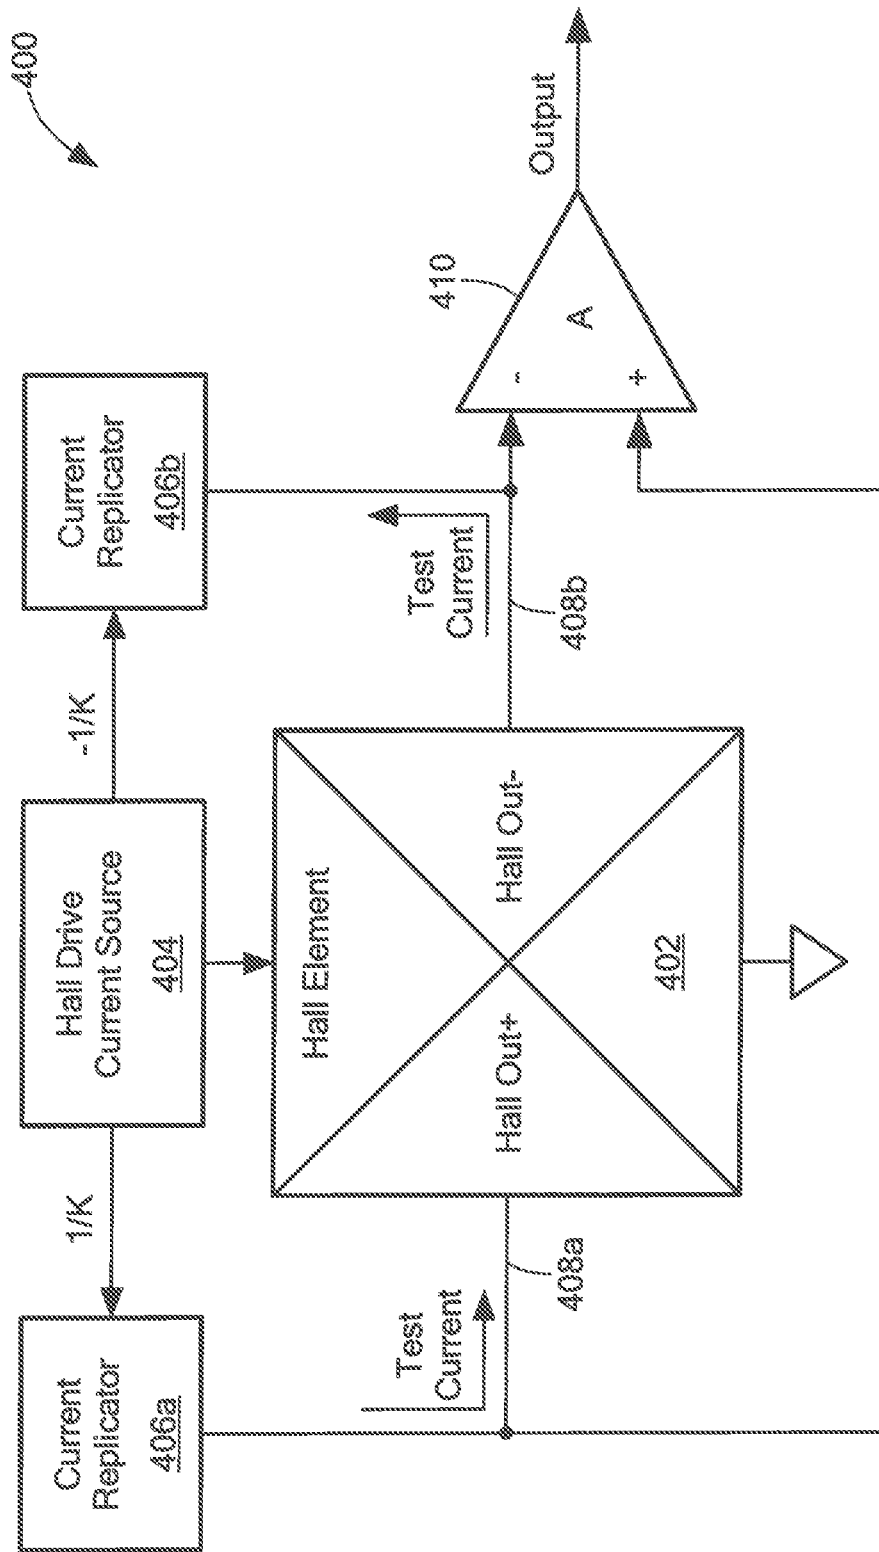 400
Current
Replicator
406a
1/K
Hall Drive
Current Source
404
-1/K
Current
Replicator
406b
Test
Current
408a
Hall Element
Hall Out+
Hall Out-
402
Test
Current
408b
410
-
+
A
Output